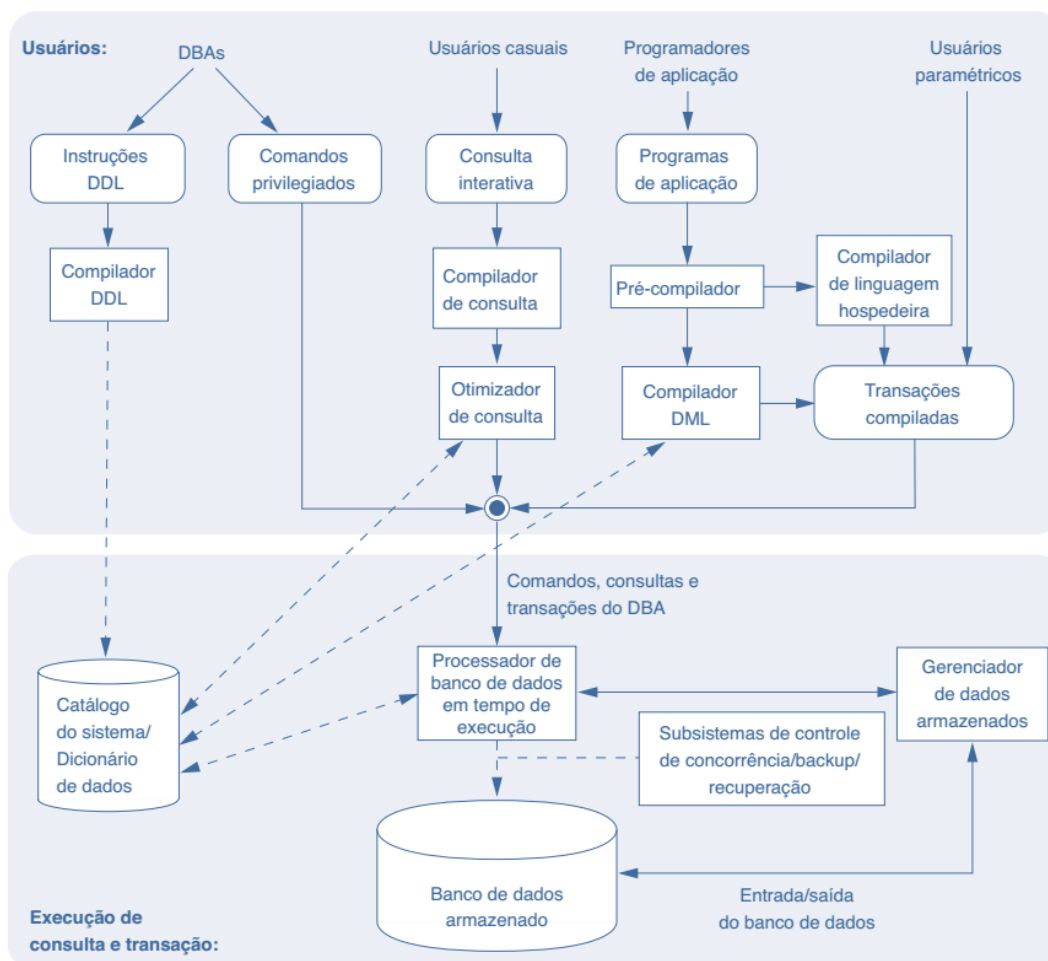 Usuários:
DBAs
Usuários casuais
Programadores
de aplicação
Usuários
paramétricos
Instruções
DDL
Comandos
privilegiados
Consulta
interativa
Programas
de aplicação
Compilador
DDL
Compilador
de consulta
Pré-compilador
Compilador
de linguagem
hospedeira
Otimizador
de consulta
Compilador
DML
Transações
compiladas
Comandos, consultas e
transações do DBA
Catálogo
do sistema/
Dicionário
de dados
Processador de
banco de dados
em tempo de
execução
Gerenciador
de dados
armazenados
Subsistemas de controle
de concorrência/backup/
recuperação
Banco de dados
armazenado
Entrada/saída
do banco de dados
Execução de
consulta e transação: